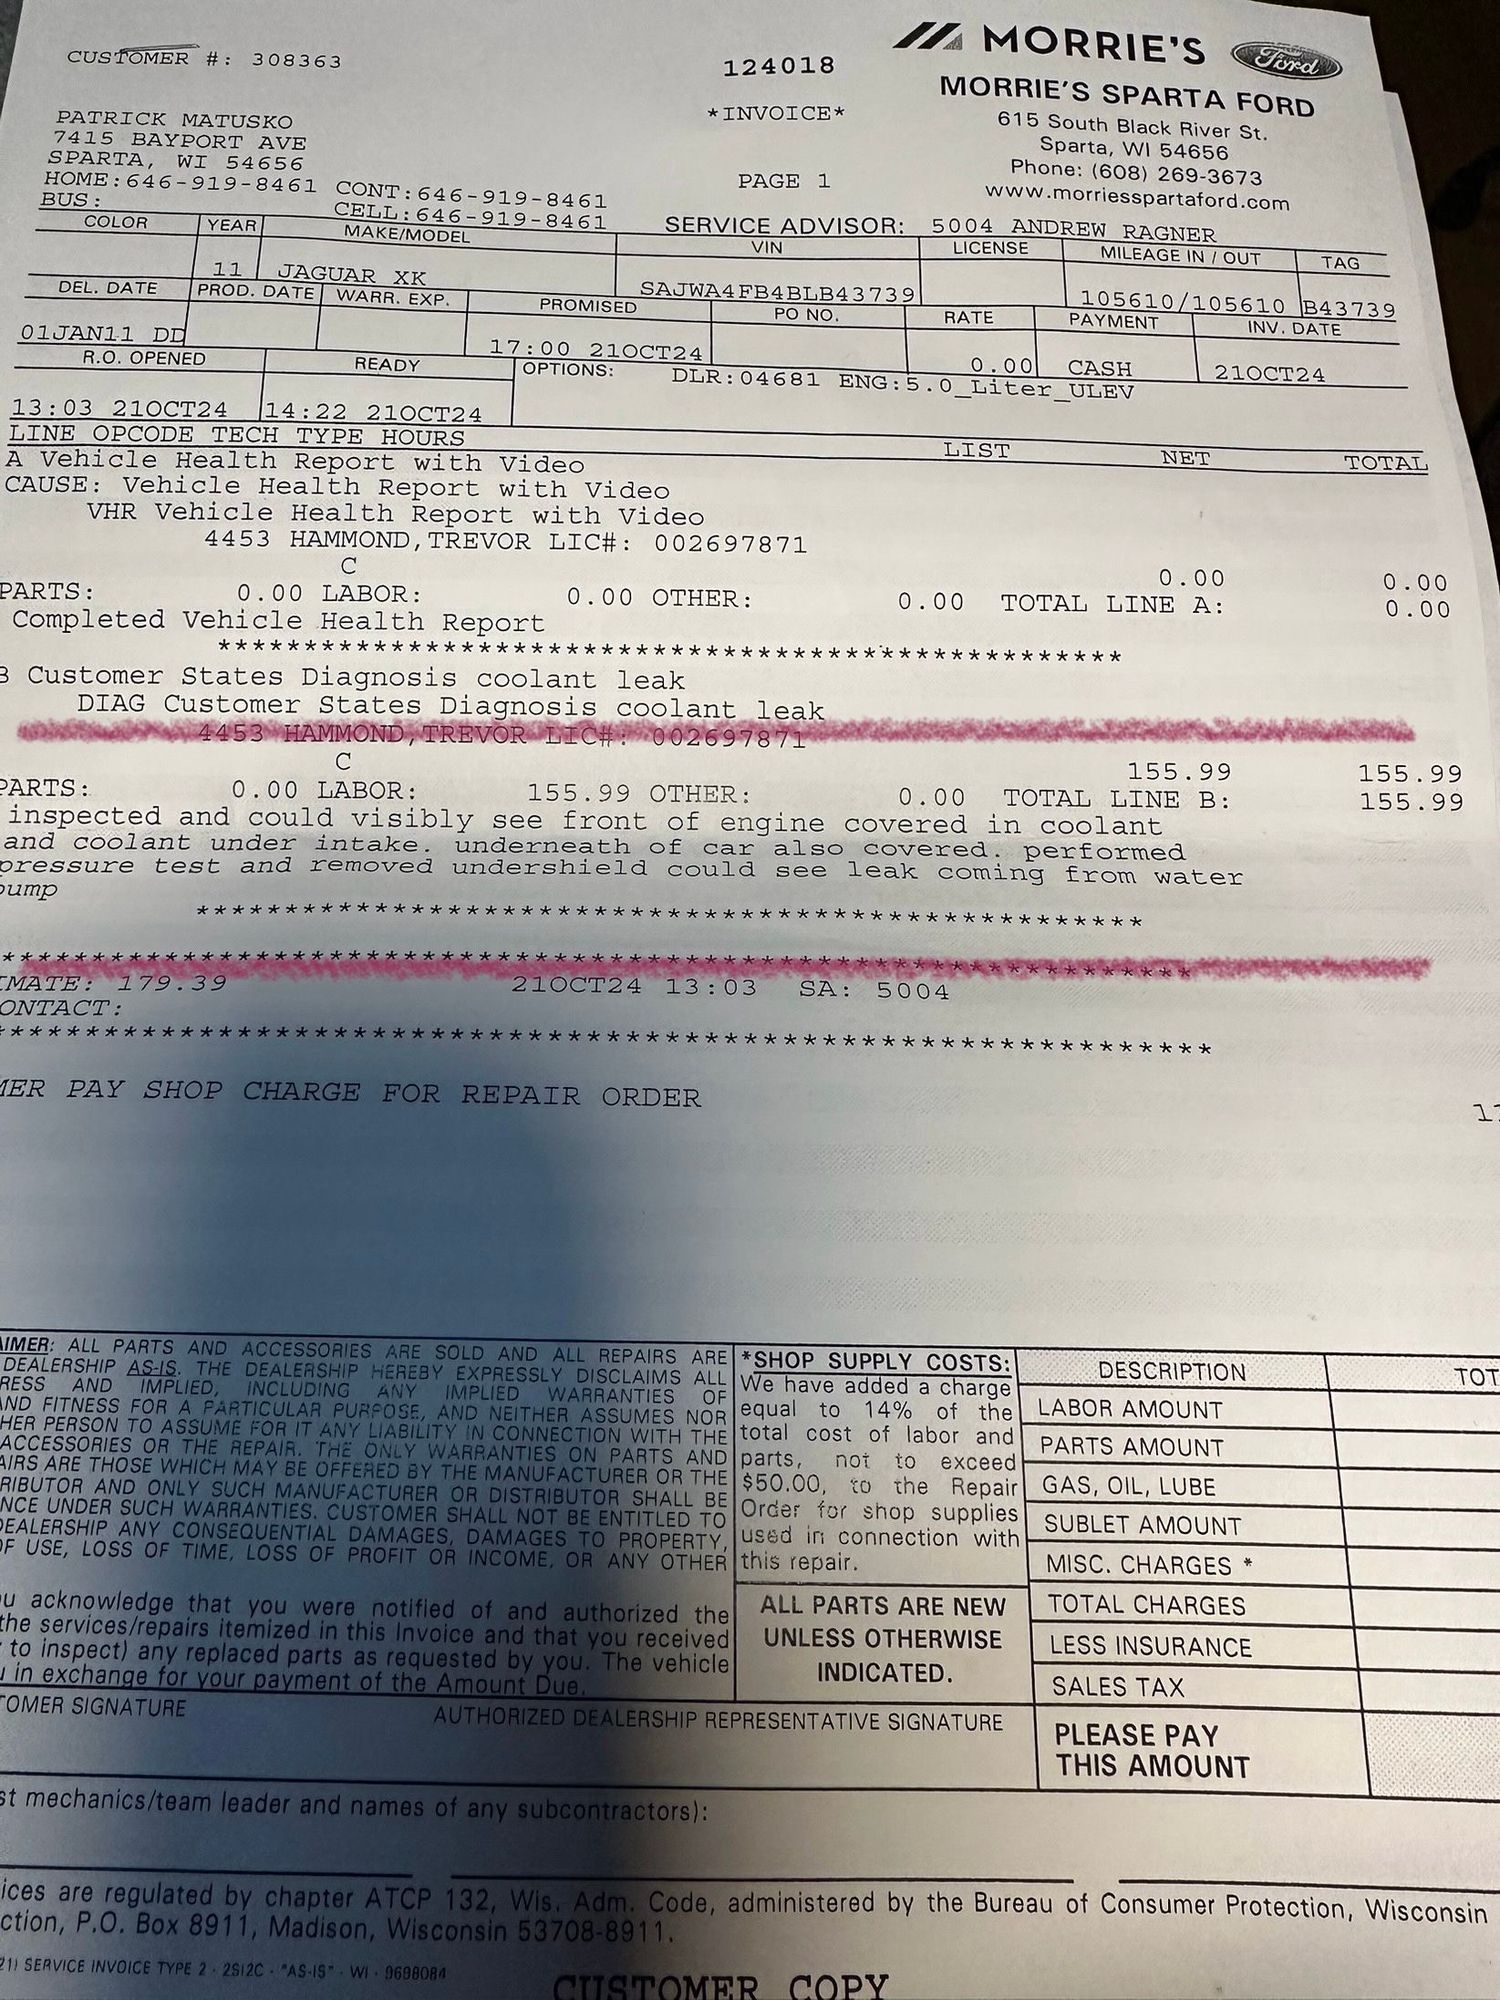 CUSTOMER #: 308363
124018
MORRIE'S Ford
MORRIE'S SPARTA FORD
*INVOICE*
615 South Black River St.
Sparta, WI 54656
Phone: (608) 269-3673
www.morriesspartaford.com
PATRICK MATUSKO
7415 BAYPORT AVE
SPARTA, WI 54656
HOME:646-919-8461 CONT:646-919-8461
BUS: CELL:646-919-8461
PAGE 1
SERVICE ADVISOR: 5004 ANDREW RAGNER
COLOR YEAR MAKE/MODEL VIN LICENSE MILEAGE IN / OUT TAG
11 JAGUAR XK SAJWA4FB4BLB43739 105610/105610 B43739
DEL. DATE PROD. DATE WARR. EXP. PROMISED PO NO. RATE PAYMENT INV. DATE
01JAN11 DD 17:00 21OCT24 0.00 CASH 21OCT24
R.O. OPENED READY OPTIONS: DLR:04681 ENG:5.0_Liter_ULEV
13:03 21OCT24 14:22 21OCT24
LINE OPCODE TECH TYPE HOURS LIST NET TOTAL
A Vehicle Health Report with Video
CAUSE: Vehicle Health Report with Video
VHR Vehicle Health Report with Video
4453 HAMMOND,TREVOR LIC#: 002697871
C 0.00 0.00
PARTS: 0.00 LABOR: 0.00 OTHER: 0.00 TOTAL LINE A: 0.00
Completed Vehicle Health Report
****************************************************
B Customer States Diagnosis coolant leak
DIAG Customer States Diagnosis coolant leak
4453 HAMMOND,TREVOR LIC#: 002697871
C 155.99 155.99
PARTS: 0.00 LABOR: 155.99 OTHER: 0.00 TOTAL LINE B: 155.99
inspected and could visibly see front of engine covered in coolant
and coolant under intake. underneath of car also covered. performed
pressure test and removed undershield could see leak coming from water
pump
****************************************************
****************************************************
IMATE: 179.39 21OCT24 13:03 SA: 5004
ONTACT:
****************************************************
MER PAY SHOP CHARGE FOR REPAIR ORDER
AIMER: ALL PARTS AND ACCESSORIES ARE SOLD AND ALL REPAIRS ARE
DEALERSHIP AS-IS. THE DEALERSHIP HEREBY EXPRESSLY DISCLAIMS ALL
RESS AND IMPLIED, INCLUDING ANY IMPLIED WARRANTIES OF
AND FITNESS FOR A PARTICULAR PURPOSE, AND NEITHER ASSUMES NOR
HER PERSON TO ASSUME FOR IT ANY LIABILITY IN CONNECTION WITH THE
ACCESSORIES OR THE REPAIR. THE ONLY WARRANTIES ON PARTS AND
AIRS ARE THOSE WHICH MAY BE OFFERED BY THE MANUFACTURER OR THE
RIBUTOR AND ONLY SUCH MANUFACTURER OR DISTRIBUTOR SHALL BE
NCE UNDER SUCH WARRANTIES. CUSTOMER SHALL NOT BE ENTITLED TO
DEALERSHIP ANY CONSEQUENTIAL DAMAGES, DAMAGES TO PROPERTY,
OF USE, LOSS OF TIME, LOSS OF PROFIT OR INCOME, OR ANY OTHER
u acknowledge that you were notified of and authorized the
the services/repairs itemized in this Invoice and that you received
to inspect) any replaced parts as requested by you. The vehicle
u in exchange for your payment of the Amount Due.
*SHOP SUPPLY COSTS:
We have added a charge
equal to 14% of the
total cost of labor and
parts, not to exceed
$50.00, to the Repair
Order for shop supplies
used in connection with
this repair.
ALL PARTS ARE NEW
UNLESS OTHERWISE
INDICATED.
DESCRIPTION TOT
LABOR AMOUNT
PARTS AMOUNT
GAS, OIL, LUBE
SUBLET AMOUNT
MISC. CHARGES *
TOTAL CHARGES
LESS INSURANCE
SALES TAX
PLEASE PAY
THIS AMOUNT
TOMER SIGNATURE AUTHORIZED DEALERSHIP REPRESENTATIVE SIGNATURE
st mechanics/team leader and names of any subcontractors):
ices are regulated by chapter ATCP 132, Wis. Adm. Code, administered by the Bureau of Consumer Protection, Wisconsin
ction, P.O. Box 8911, Madison, Wisconsin 53708-8911.
21) SERVICE INVOICE TYPE 2 - 2SI2C - "AS-IS" - WI - 9698084
CUSTOMER COPY